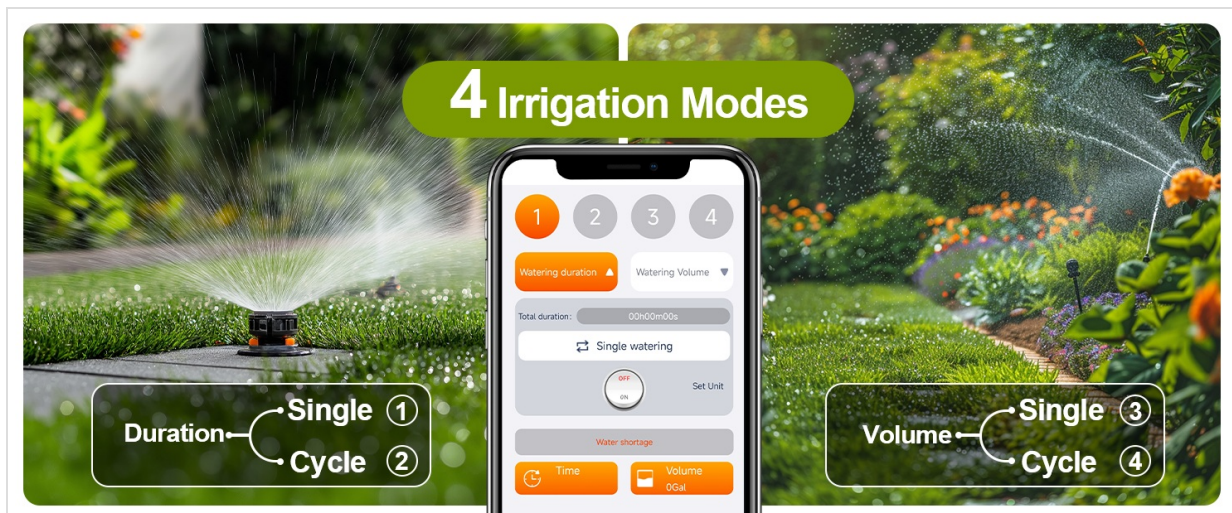 4 Irrigation Modes
1 2 3 4
Watering duration Watering Volume
Total duration: 00h00m00s
Single watering
OFF
ON
Set Unit
Water shortage
Time
Volume
0Gal
Duration
Single ①
Cycle ②
Volume
Single ③
Cycle ④